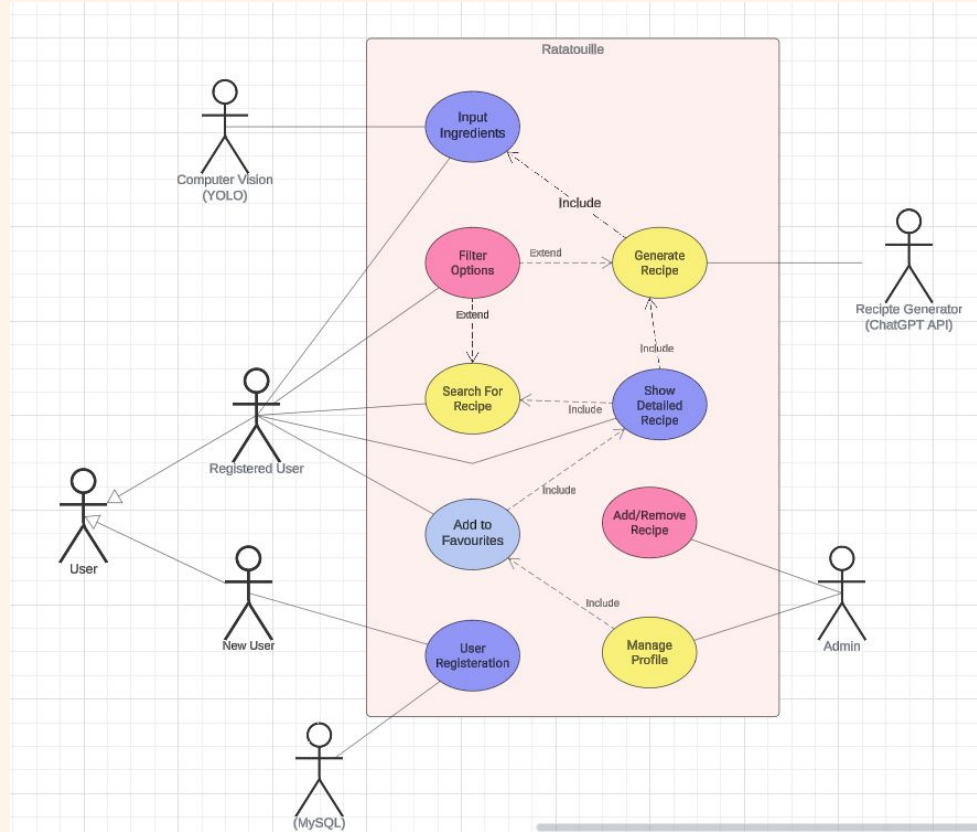 Ratatouille
Input
Ingredients
Computer Vision
(YOLO)
Include
Filter
Options
Extend
Generate
Recipe
Recipte Generator
(ChatGPT API)
Extend
Include
Search For
Recipe
Include
Show
Detailed
Recipe
Registered User
Include
Add to
Favourites
Add/Remove
Recipe
User
Include
New User
User
Registeration
Manage
Profile
Admin
(MySQL)